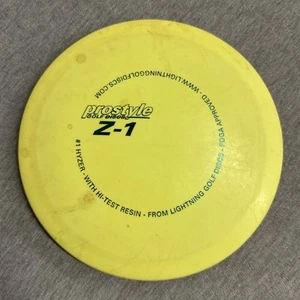 prostyle
GOLF DISCS
Z-1
#1 HYZER - WITH HI-TEST RESIN - FROM LIGHTNING GOLF DISCS - PDGA APPROVED - WWW.LIGHTNINGGOLFDISCS.COM